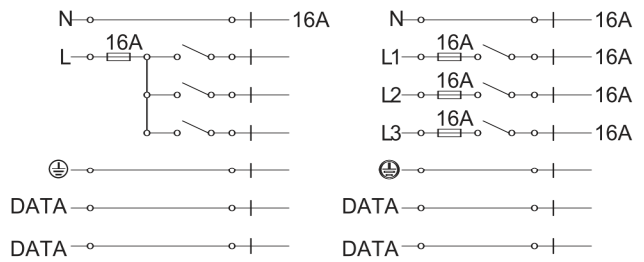 N 16A
L 16A
DATA
DATA
N 16A
L1 16A 16A
L2 16A 16A
L3 16A 16A
DATA
DATA